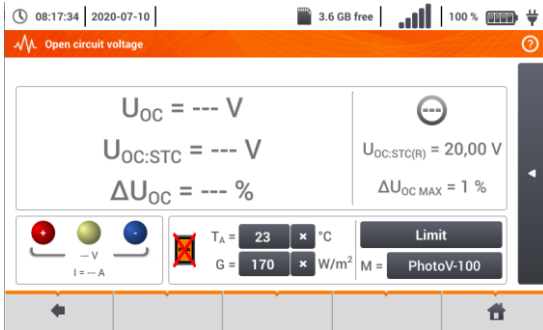 08:17:34 2020-07-10 3.6 GB free 100 %
Open circuit voltage ?
U_OC = --- V
U_OC:STC = --- V
ΔU_OC = --- %
---
U_OC:STC(R) = 20,00 V
ΔU_OC MAX = 1 %
+ -
--- V
I = --- A
T_A = 23 × °C
G = 170 × W/m²
Limit
M = PhotoV-100